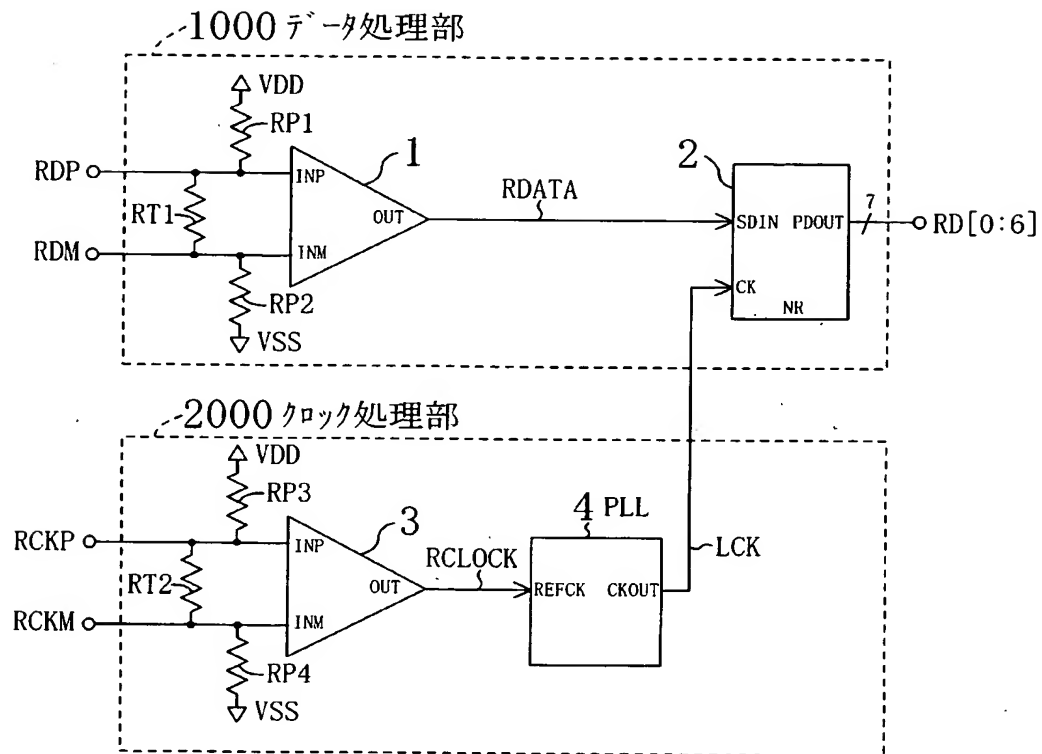 1000 データ処理部
VDD
RP1
RDP
INP
1
2
RT1
OUT
RDATA
SDIN PDOUT
7
RD[0:6]
RDM
INM
RP2
CK
NR
VSS
2000 クロック処理部
VDD
RP3
RCKP
INP
3
4 PLL
LCK
RT2
OUT
RCLOCK
REFCK CKOUT
RCKM
INM
RP4
VSS